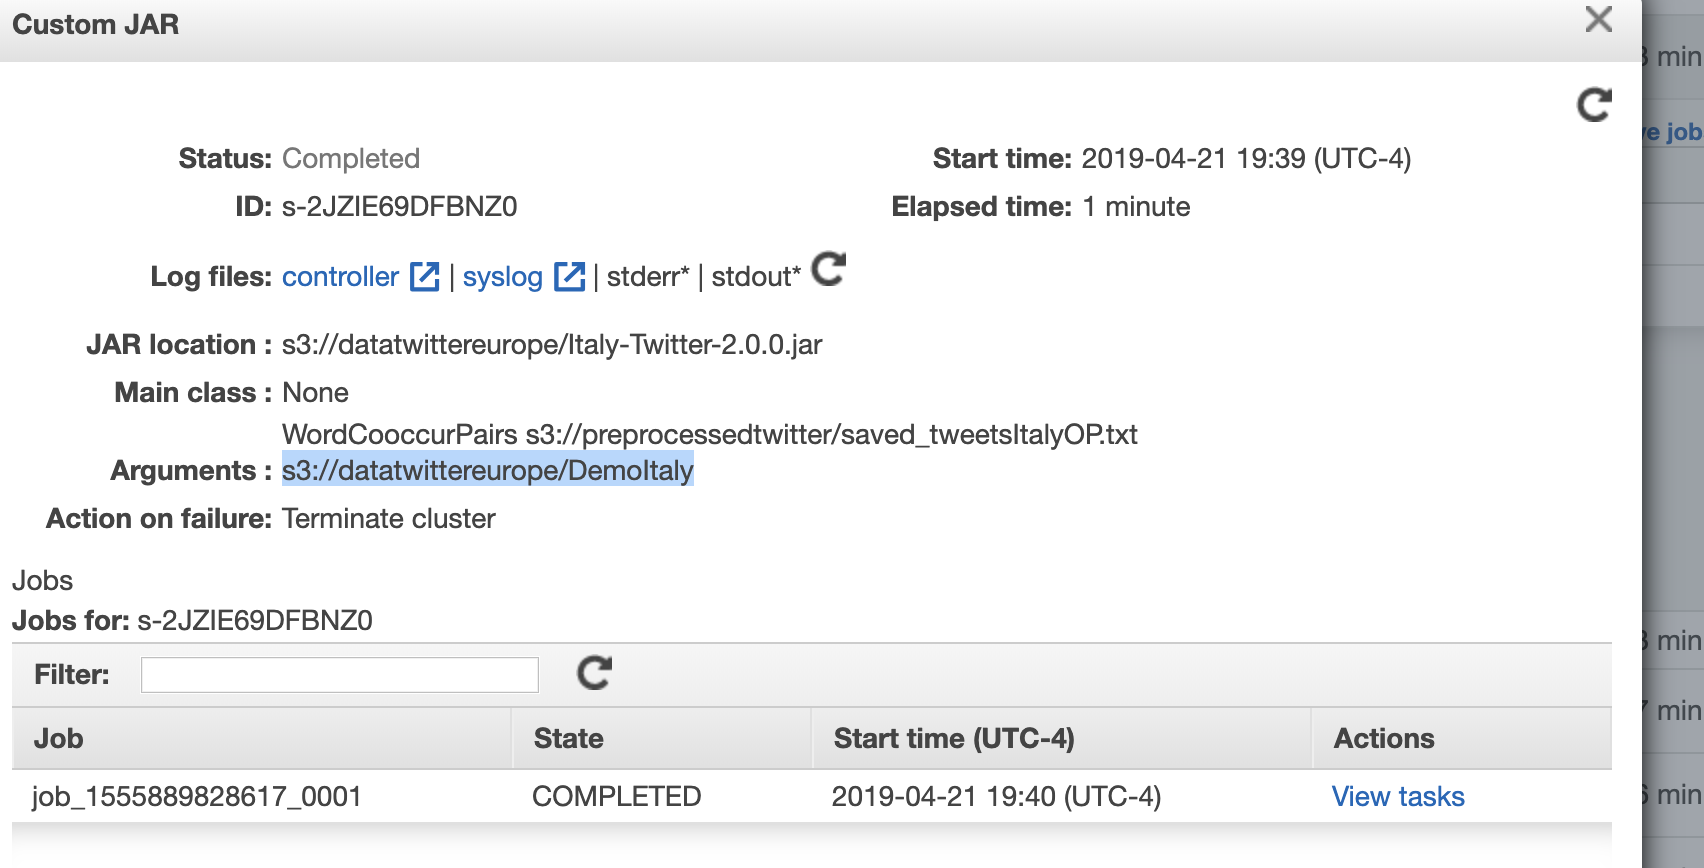 Custom JAR
Status: Completed
Start time: 2019-04-21 19:39 (UTC-4)
ID: s-2JZIE69DFBNZ0
Elapsed time: 1 minute
Log files: controller | syslog | stderr* | stdout*
JAR location : s3://datatwittereurope/Italy-Twitter-2.0.0.jar
Main class : None
WordCooccurPairs s3://preprocessedtwitter/saved_tweetsItalyOP.txt
Arguments : s3://datatwittereurope/DemoItaly
Action on failure: Terminate cluster
Jobs
Jobs for: s-2JZIE69DFBNZ0
Filter:
Job State Start time (UTC-4) Actions
job_1555889828617_0001 COMPLETED 2019-04-21 19:40 (UTC-4) View tasks
min
job
min
min
min